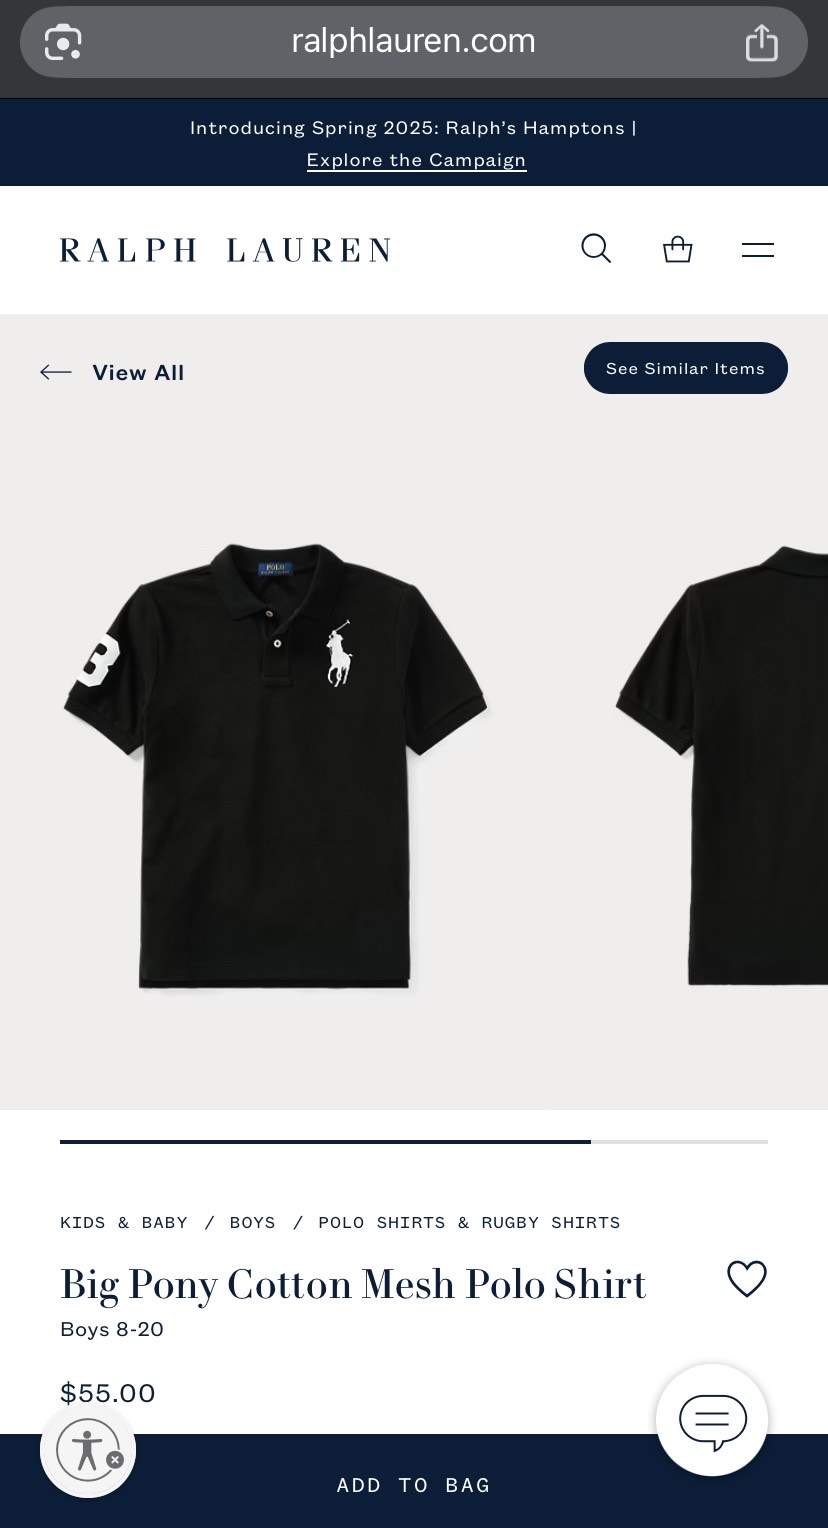 ralphlauren.com
Introducing Spring 2025: Ralph’s Hamptons |
Explore the Campaign
RALPH LAUREN
View All
See Similar Items
POLO
3
KIDS & BABY / BOYS / POLO SHIRTS & RUGBY SHIRTS
Big Pony Cotton Mesh Polo Shirt
Boys 8-20
$55.00
ADD TO BAG